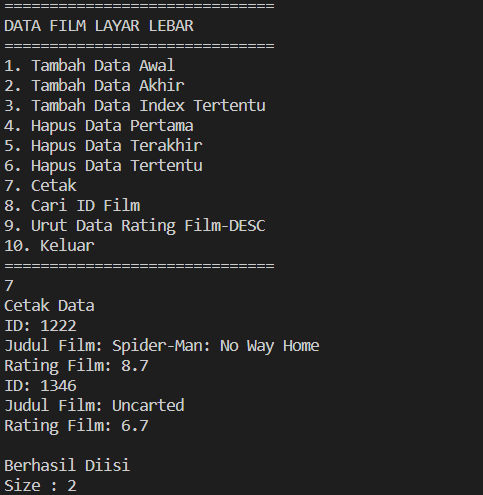 ==============================
DATA FILM LAYAR LEBAR
==============================
1. Tambah Data Awal
2. Tambah Data Akhir
3. Tambah Data Index Tertentu
4. Hapus Data Pertama
5. Hapus Data Terakhir
6. Hapus Data Tertentu
7. Cetak
8. Cari ID Film
9. Urut Data Rating Film-DESC
10. Keluar
==============================
7
Cetak Data
ID: 1222
Judul Film: Spider-Man: No Way Home
Rating Film: 8.7
ID: 1346
Judul Film: Uncarted
Rating Film: 6.7

Berhasil Diisi
Size : 2